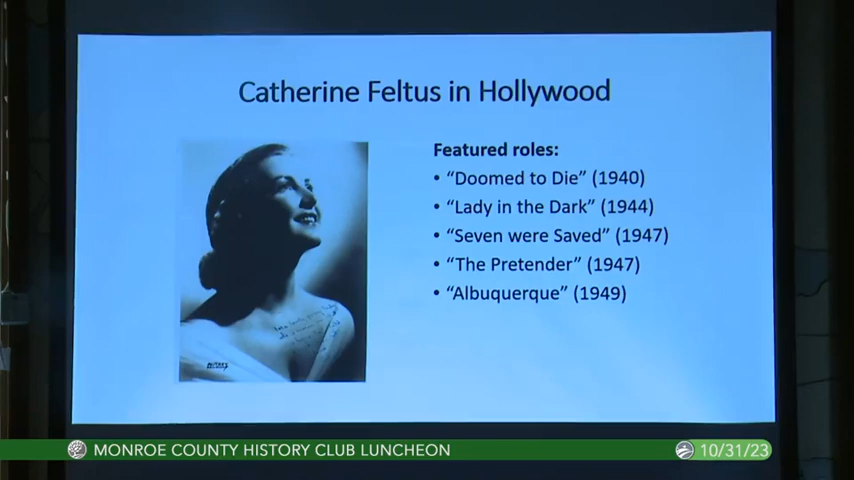 Catherine Feltus in Hollywood
Featured roles:
• “Doomed to Die” (1940)
• “Lady in the Dark” (1944)
• “Seven were Saved” (1947)
• “The Pretender” (1947)
• “Albuquerque” (1949)
MONROE COUNTY HISTORY CLUB LUNCHEON
10/31/23